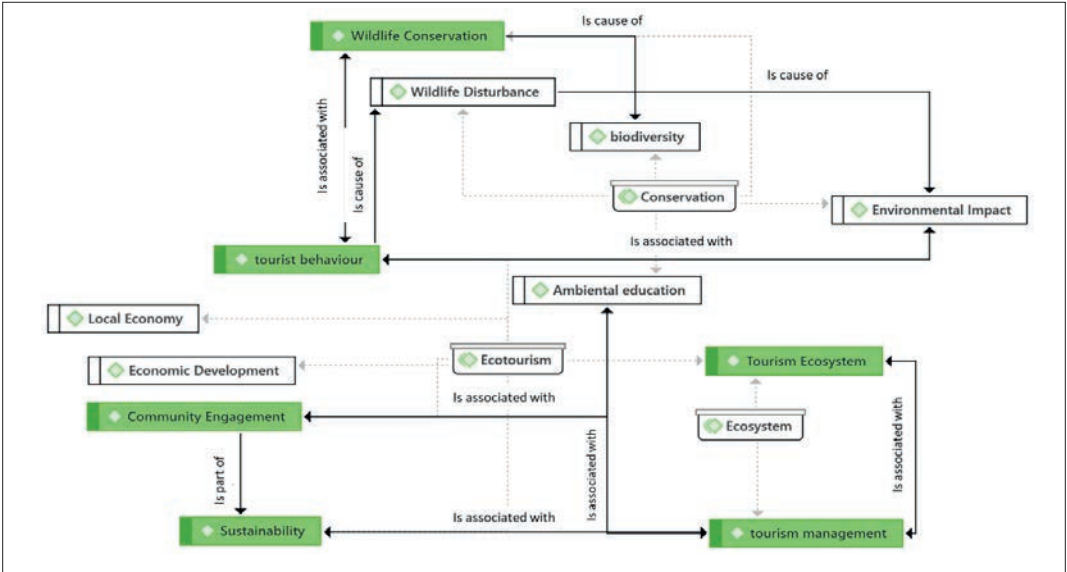 Is cause of
Wildlife Conservation
Is cause of
Wildlife Disturbance
biodiversity
Is associated with
Is cause of
Conservation
Environmental Impact
Is associated with
tourist behaviour
Ambiental education
Local Economy
Ecotourism
Tourism Ecosystem
Economic Development
Is associated with
Community Engagement
Ecosystem
Is associated with
Is associated with
Is part of
Is associated with
Sustainability
tourism management